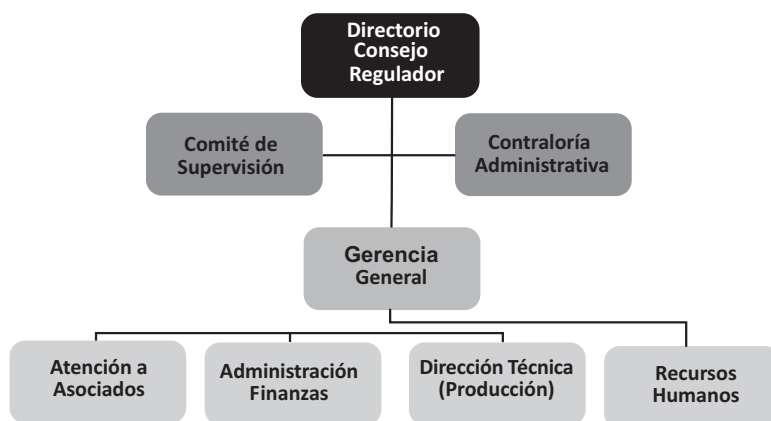 Directorio
Consejo
Regulador
Comité de
Supervisión
Contraloría
Administrativa
Gerencia
General
Atención a
Asociados
Administración
Finanzas
Dirección Técnica
(Producción)
Recursos
Humanos